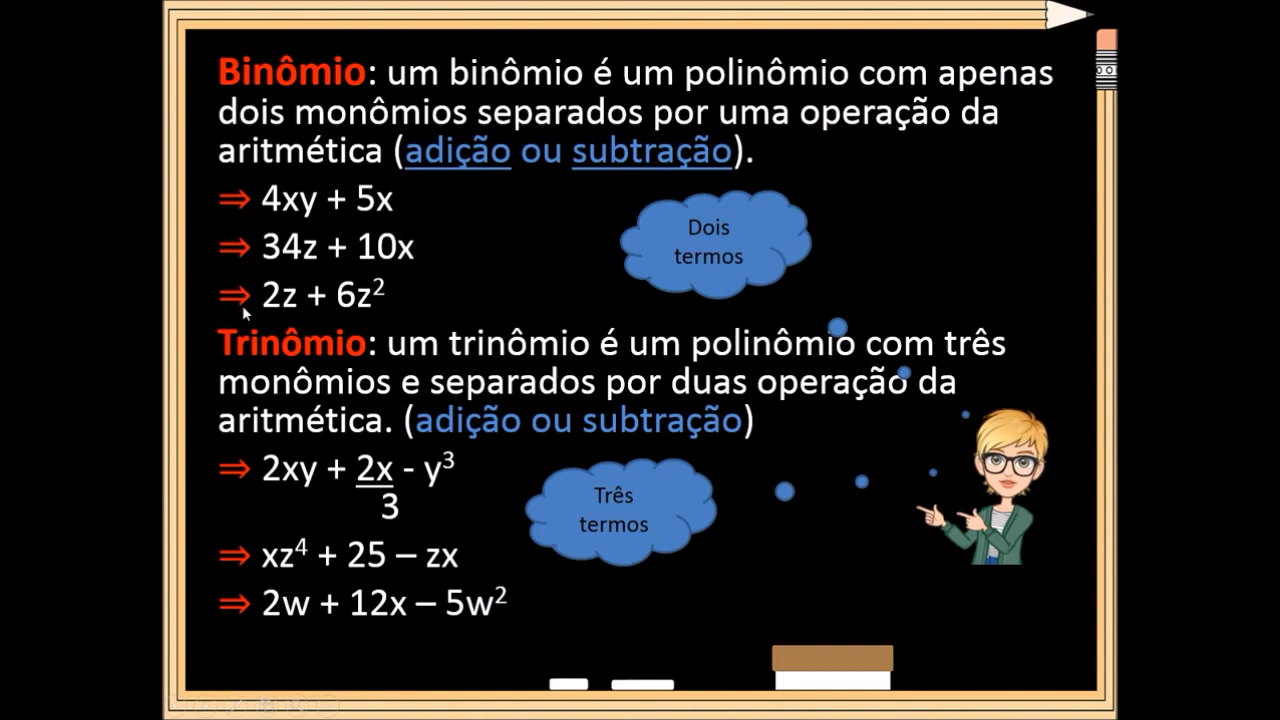 Binômio: um binômio é um polinômio com apenas
dois monômios separados por uma operação da
aritmética (adição ou subtração).
⇒ 4xy + 5x
⇒ 34z + 10x
⇒ 2z + 6z²
Dois
termos
Trinômio: um trinômio é um polinômio com três
monômios e separados por duas operação da
aritmética. (adição ou subtração)
⇒ 2xy + 2x - y³
3
⇒ xz⁴ + 25 – zx
⇒ 2w + 12x – 5w²
Três
termos